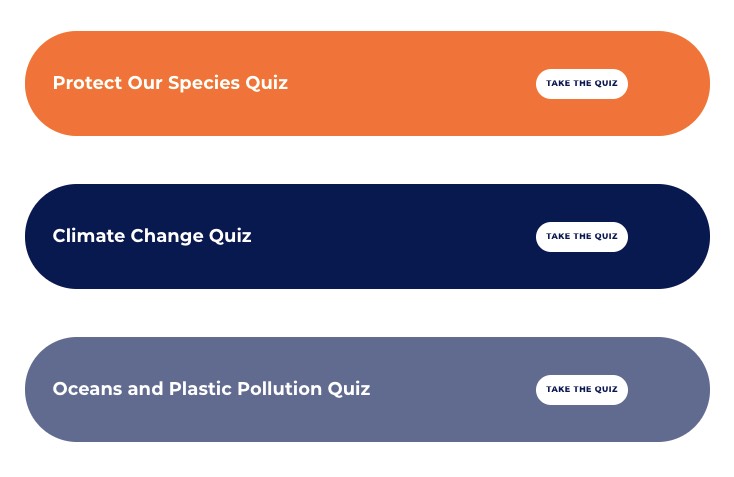 Protect Our Species Quiz
TAKE THE QUIZ
Climate Change Quiz
TAKE THE QUIZ
Oceans and Plastic Pollution Quiz
TAKE THE QUIZ